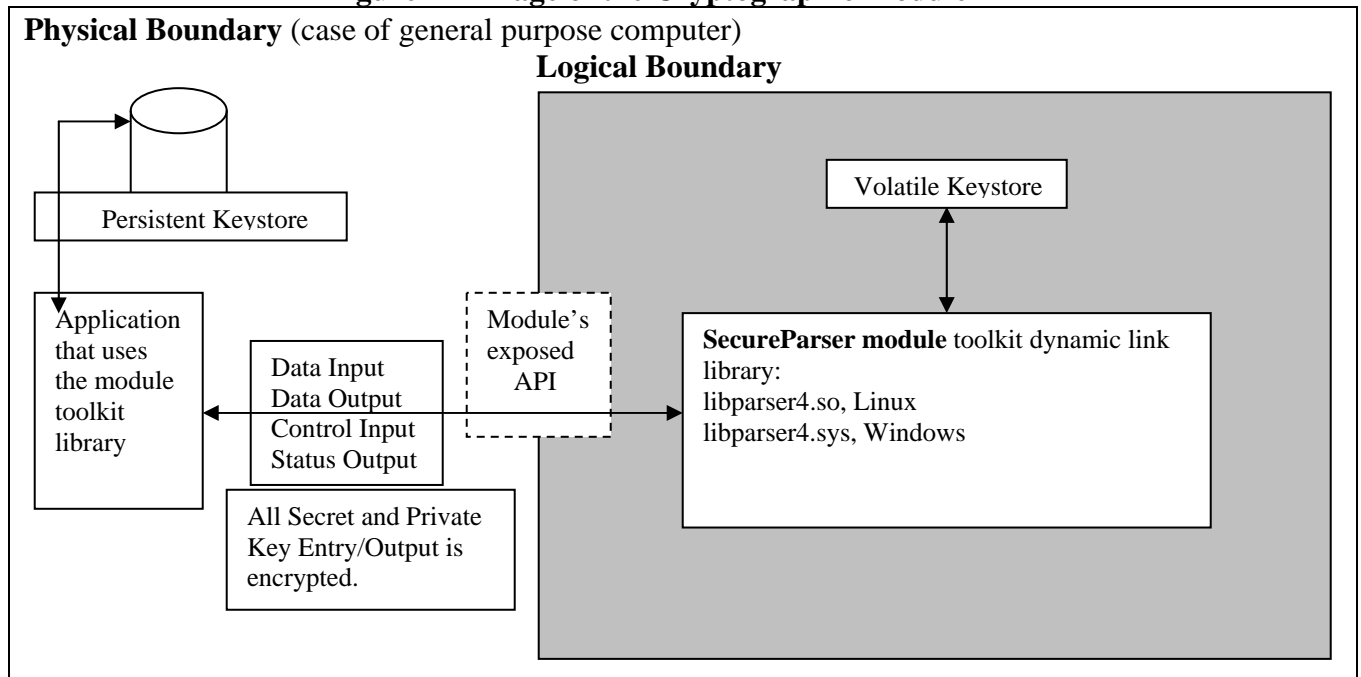 Physical Boundary (case of general purpose computer)
Logical Boundary
Volatile Keystore
Persistent Keystore
Application
that uses
the module
toolkit
library
Data Input
Data Output
Control Input
Status Output
Module's
exposed
API
SecureParser module toolkit dynamic link
library:
libparser4.so, Linux
libparser4.sys, Windows
All Secret and Private
Key Entry/Output is
encrypted.